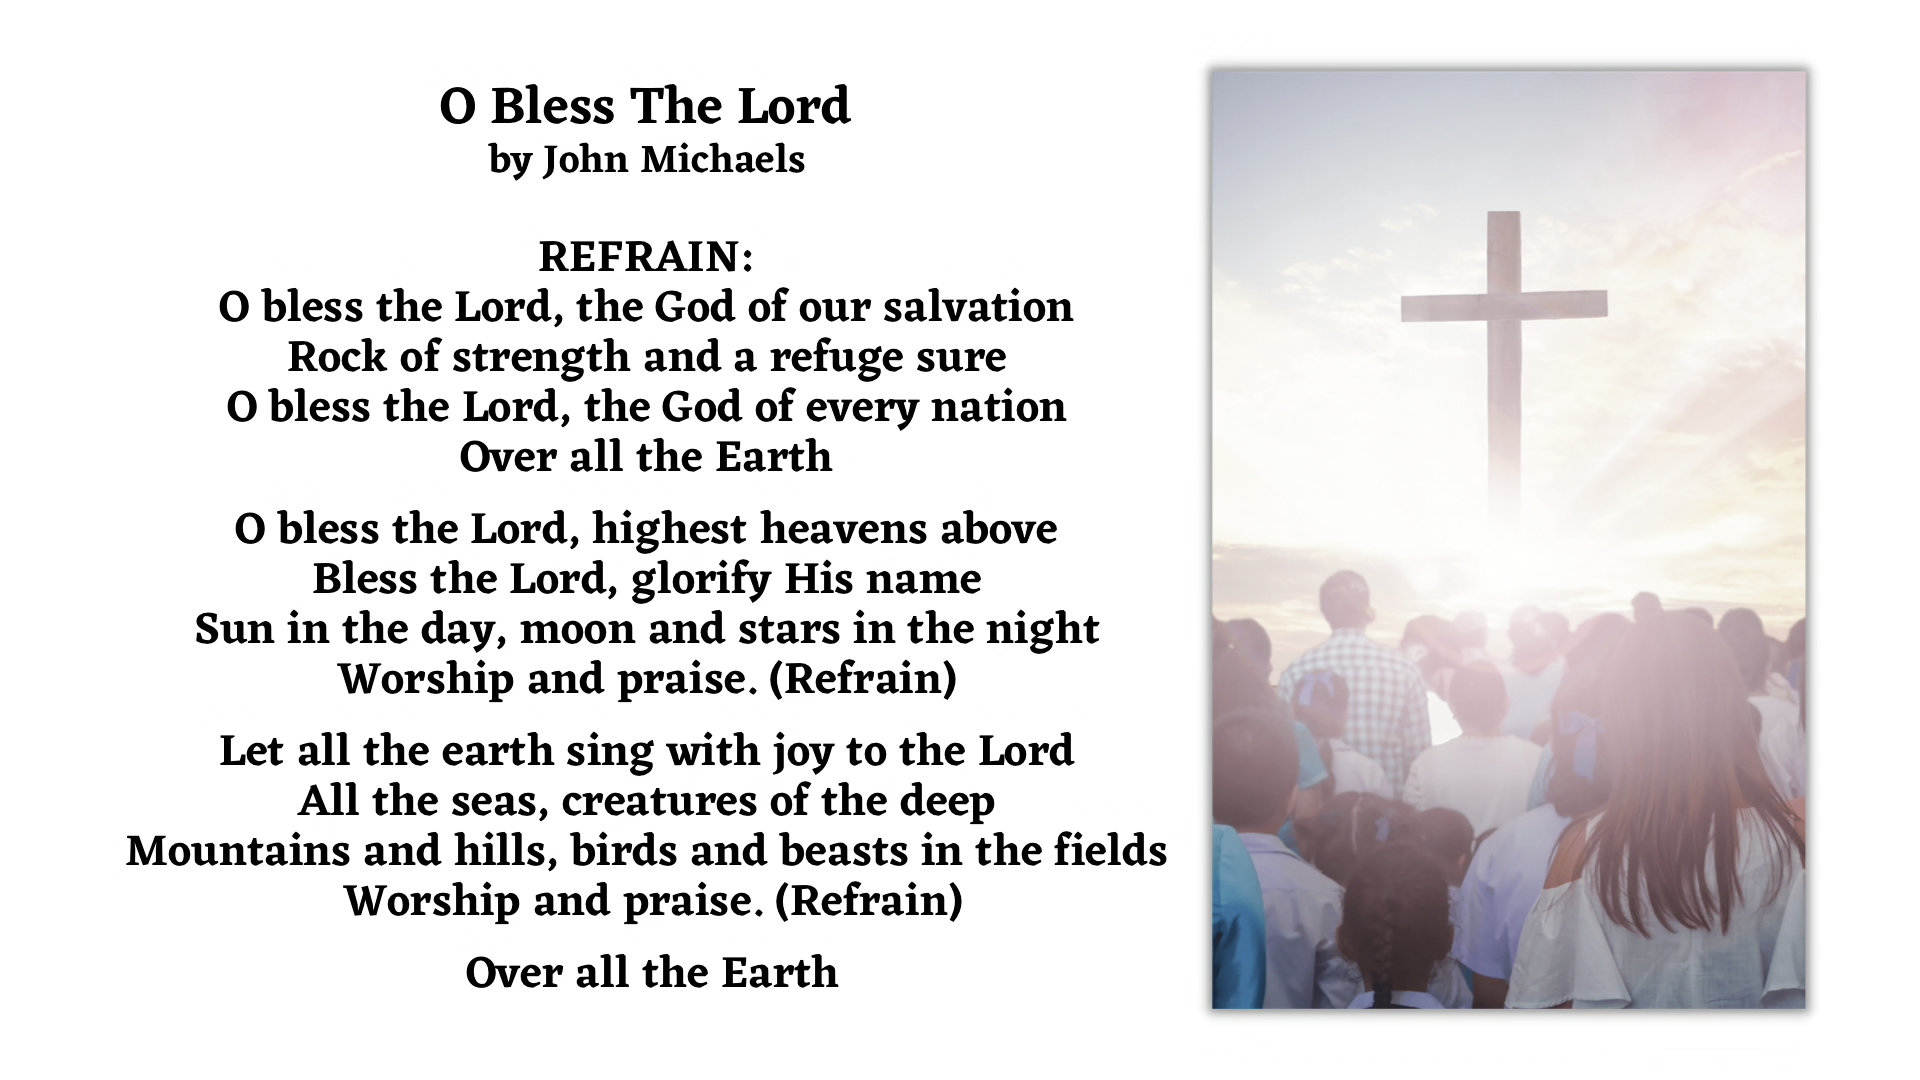 O Bless The Lord
by John Michaels
REFRAIN:
O bless the Lord, the God of our salvation
Rock of strength and a refuge sure
O bless the Lord, the God of every nation
Over all the Earth
O bless the Lord, highest heavens above
Bless the Lord, glorify His name
Sun in the day, moon and stars in the night
Worship and praise. (Refrain)
Let all the earth sing with joy to the Lord
All the seas, creatures of the deep
Mountains and hills, birds and beasts in the fields
Worship and praise. (Refrain)
Over all the Earth